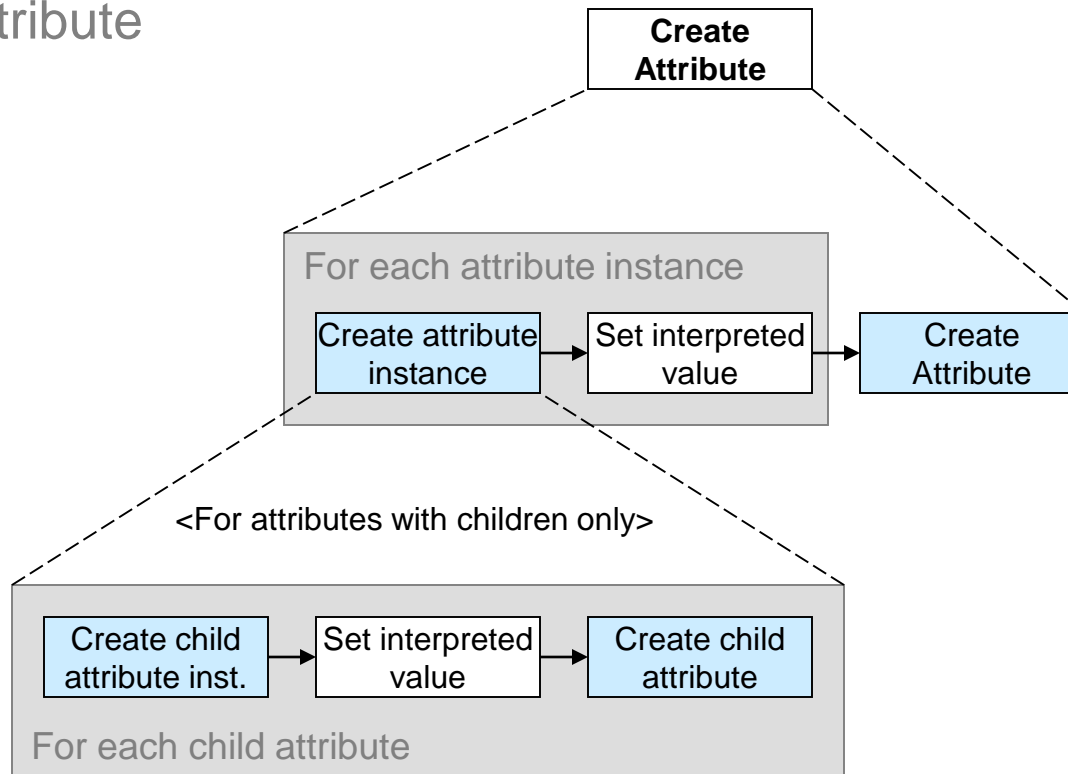 tribute
Create
Attribute
For each attribute instance
Create attribute
instance
Set interpreted
value
Create
Attribute
<For attributes with children only>
Create child
attribute inst.
Set interpreted
value
Create child
attribute
For each child attribute